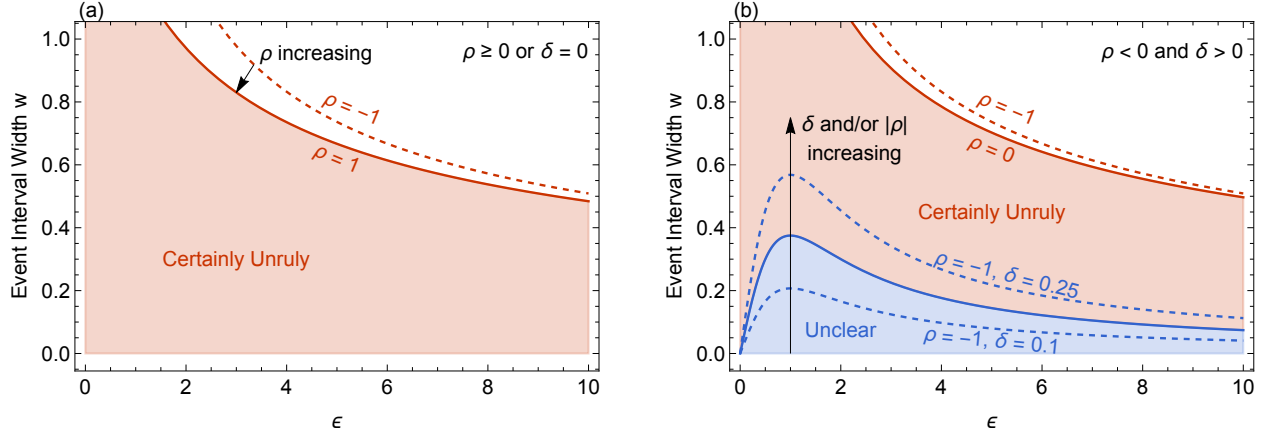 (a)
ρ ≥ 0 or δ = 0
ρ increasing
ρ = −1
ρ = 1
Certainly Unruly
Event Interval Width w
1.0
0.8
0.6
0.4
0.2
0.0
0 2 4 6 8 10
ϵ
(b)
ρ < 0 and δ > 0
ρ = −1
ρ = 0
δ and/or |ρ|
increasing
Certainly Unruly
ρ = −1, δ = 0.25
Unclear
ρ = −1, δ = 0.1
Event Interval Width w
1.0
0.8
0.6
0.4
0.2
0.0
0 2 4 6 8 10
ϵ